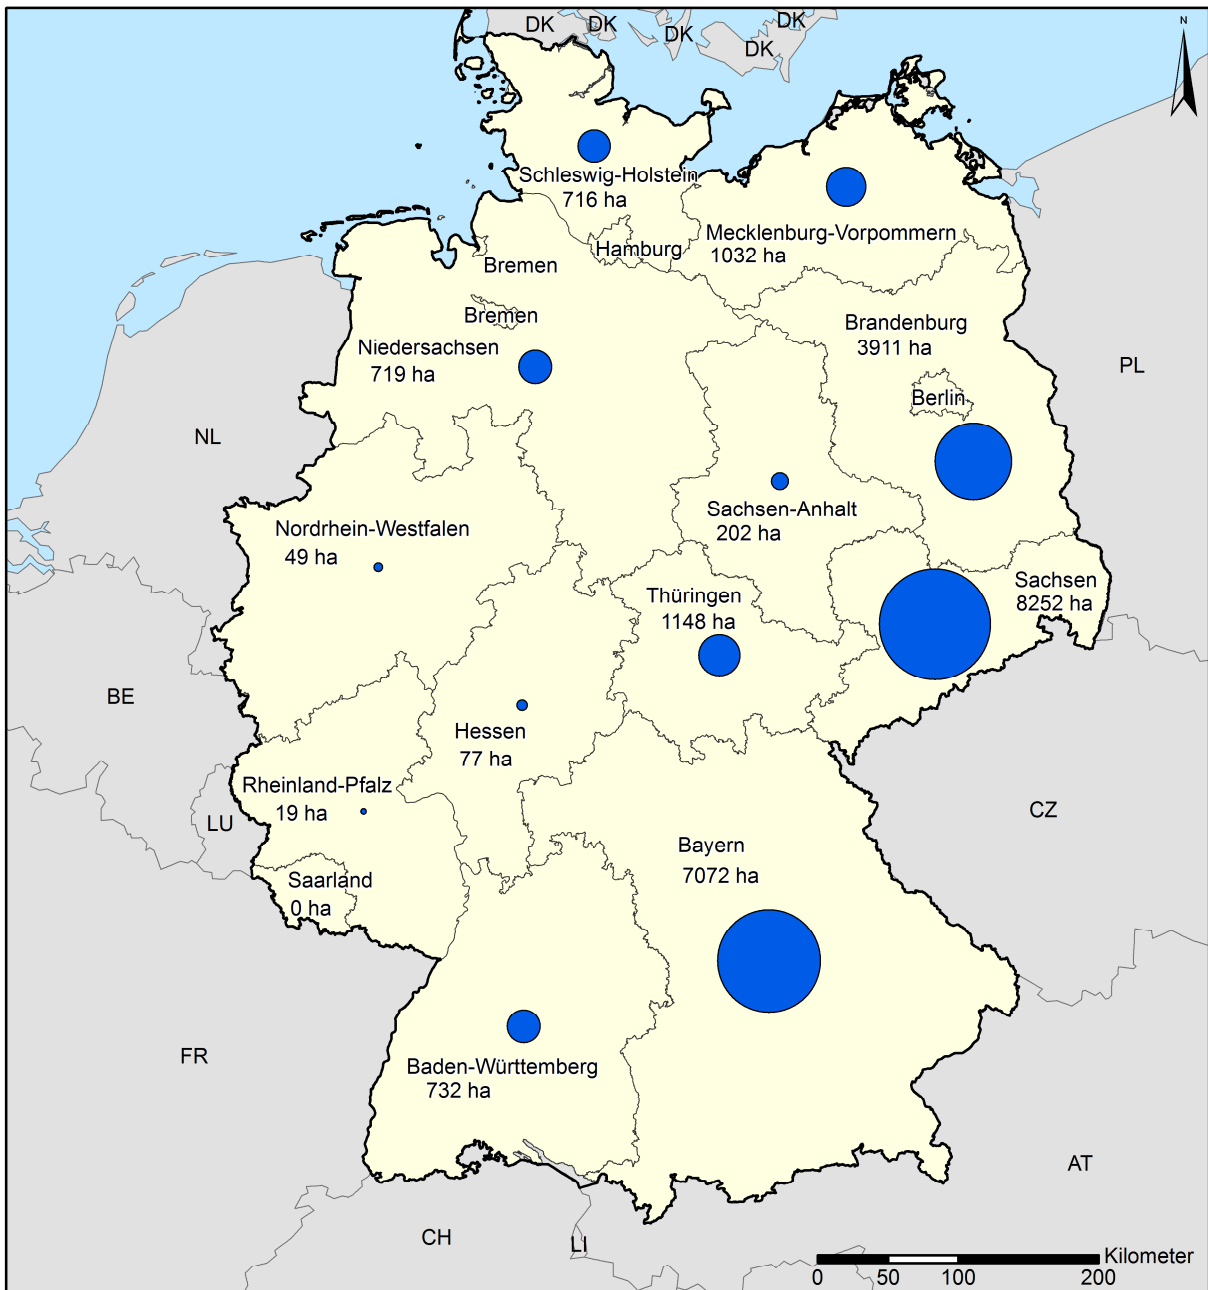 DK
DK
DK
DK
DK
N
Schleswig-Holstein
716 ha
Mecklenburg-Vorpommern
1032 ha
Hamburg
Bremen
Bremen
Brandenburg
3911 ha
Niedersachsen
719 ha
PL
Berlin
NL
Sachsen-Anhalt
202 ha
Nordrhein-Westfalen
49 ha
Sachsen
8252 ha
Thüringen
1148 ha
BE
Hessen
77 ha
Rheinland-Pfalz
19 ha
LU
CZ
Bayern
7072 ha
Saarland
0 ha
FR
Baden-Württemberg
732 ha
AT
CH
LI
Kilometer
0 50 100 200